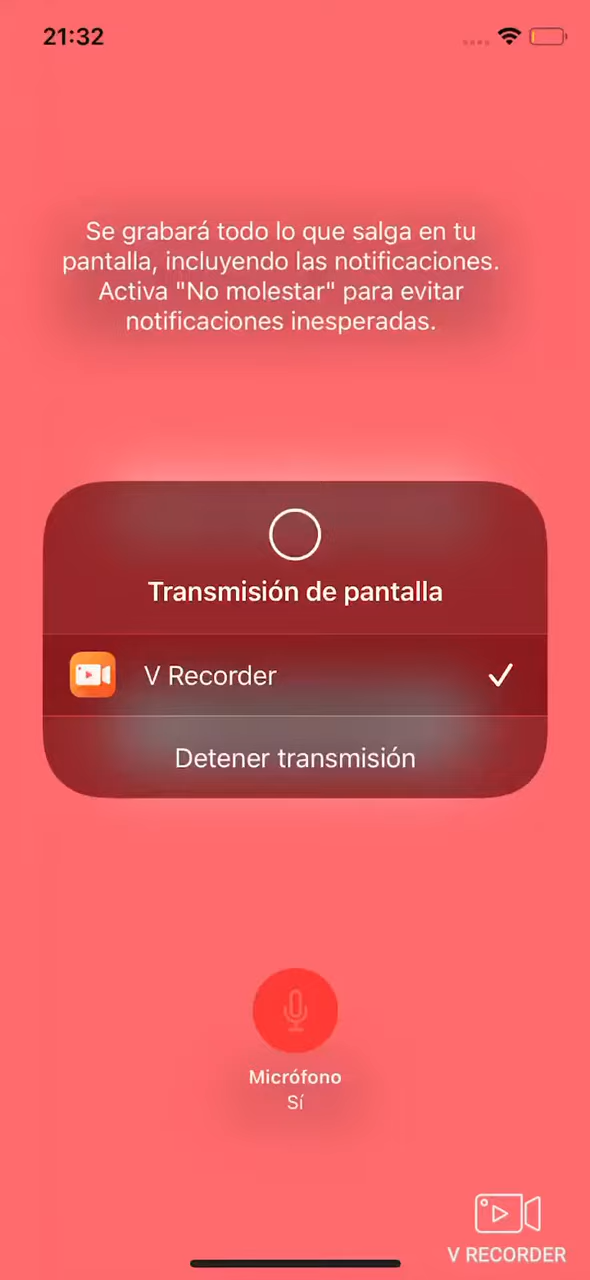 21:32
Se grabará todo lo que salga en tu
pantalla, incluyendo las notificaciones.
Activa "No molestar" para evitar
notificaciones inesperadas.
Transmisión de pantalla
V Recorder
Detener transmisión
Micrófono
Sí
V RECORDER